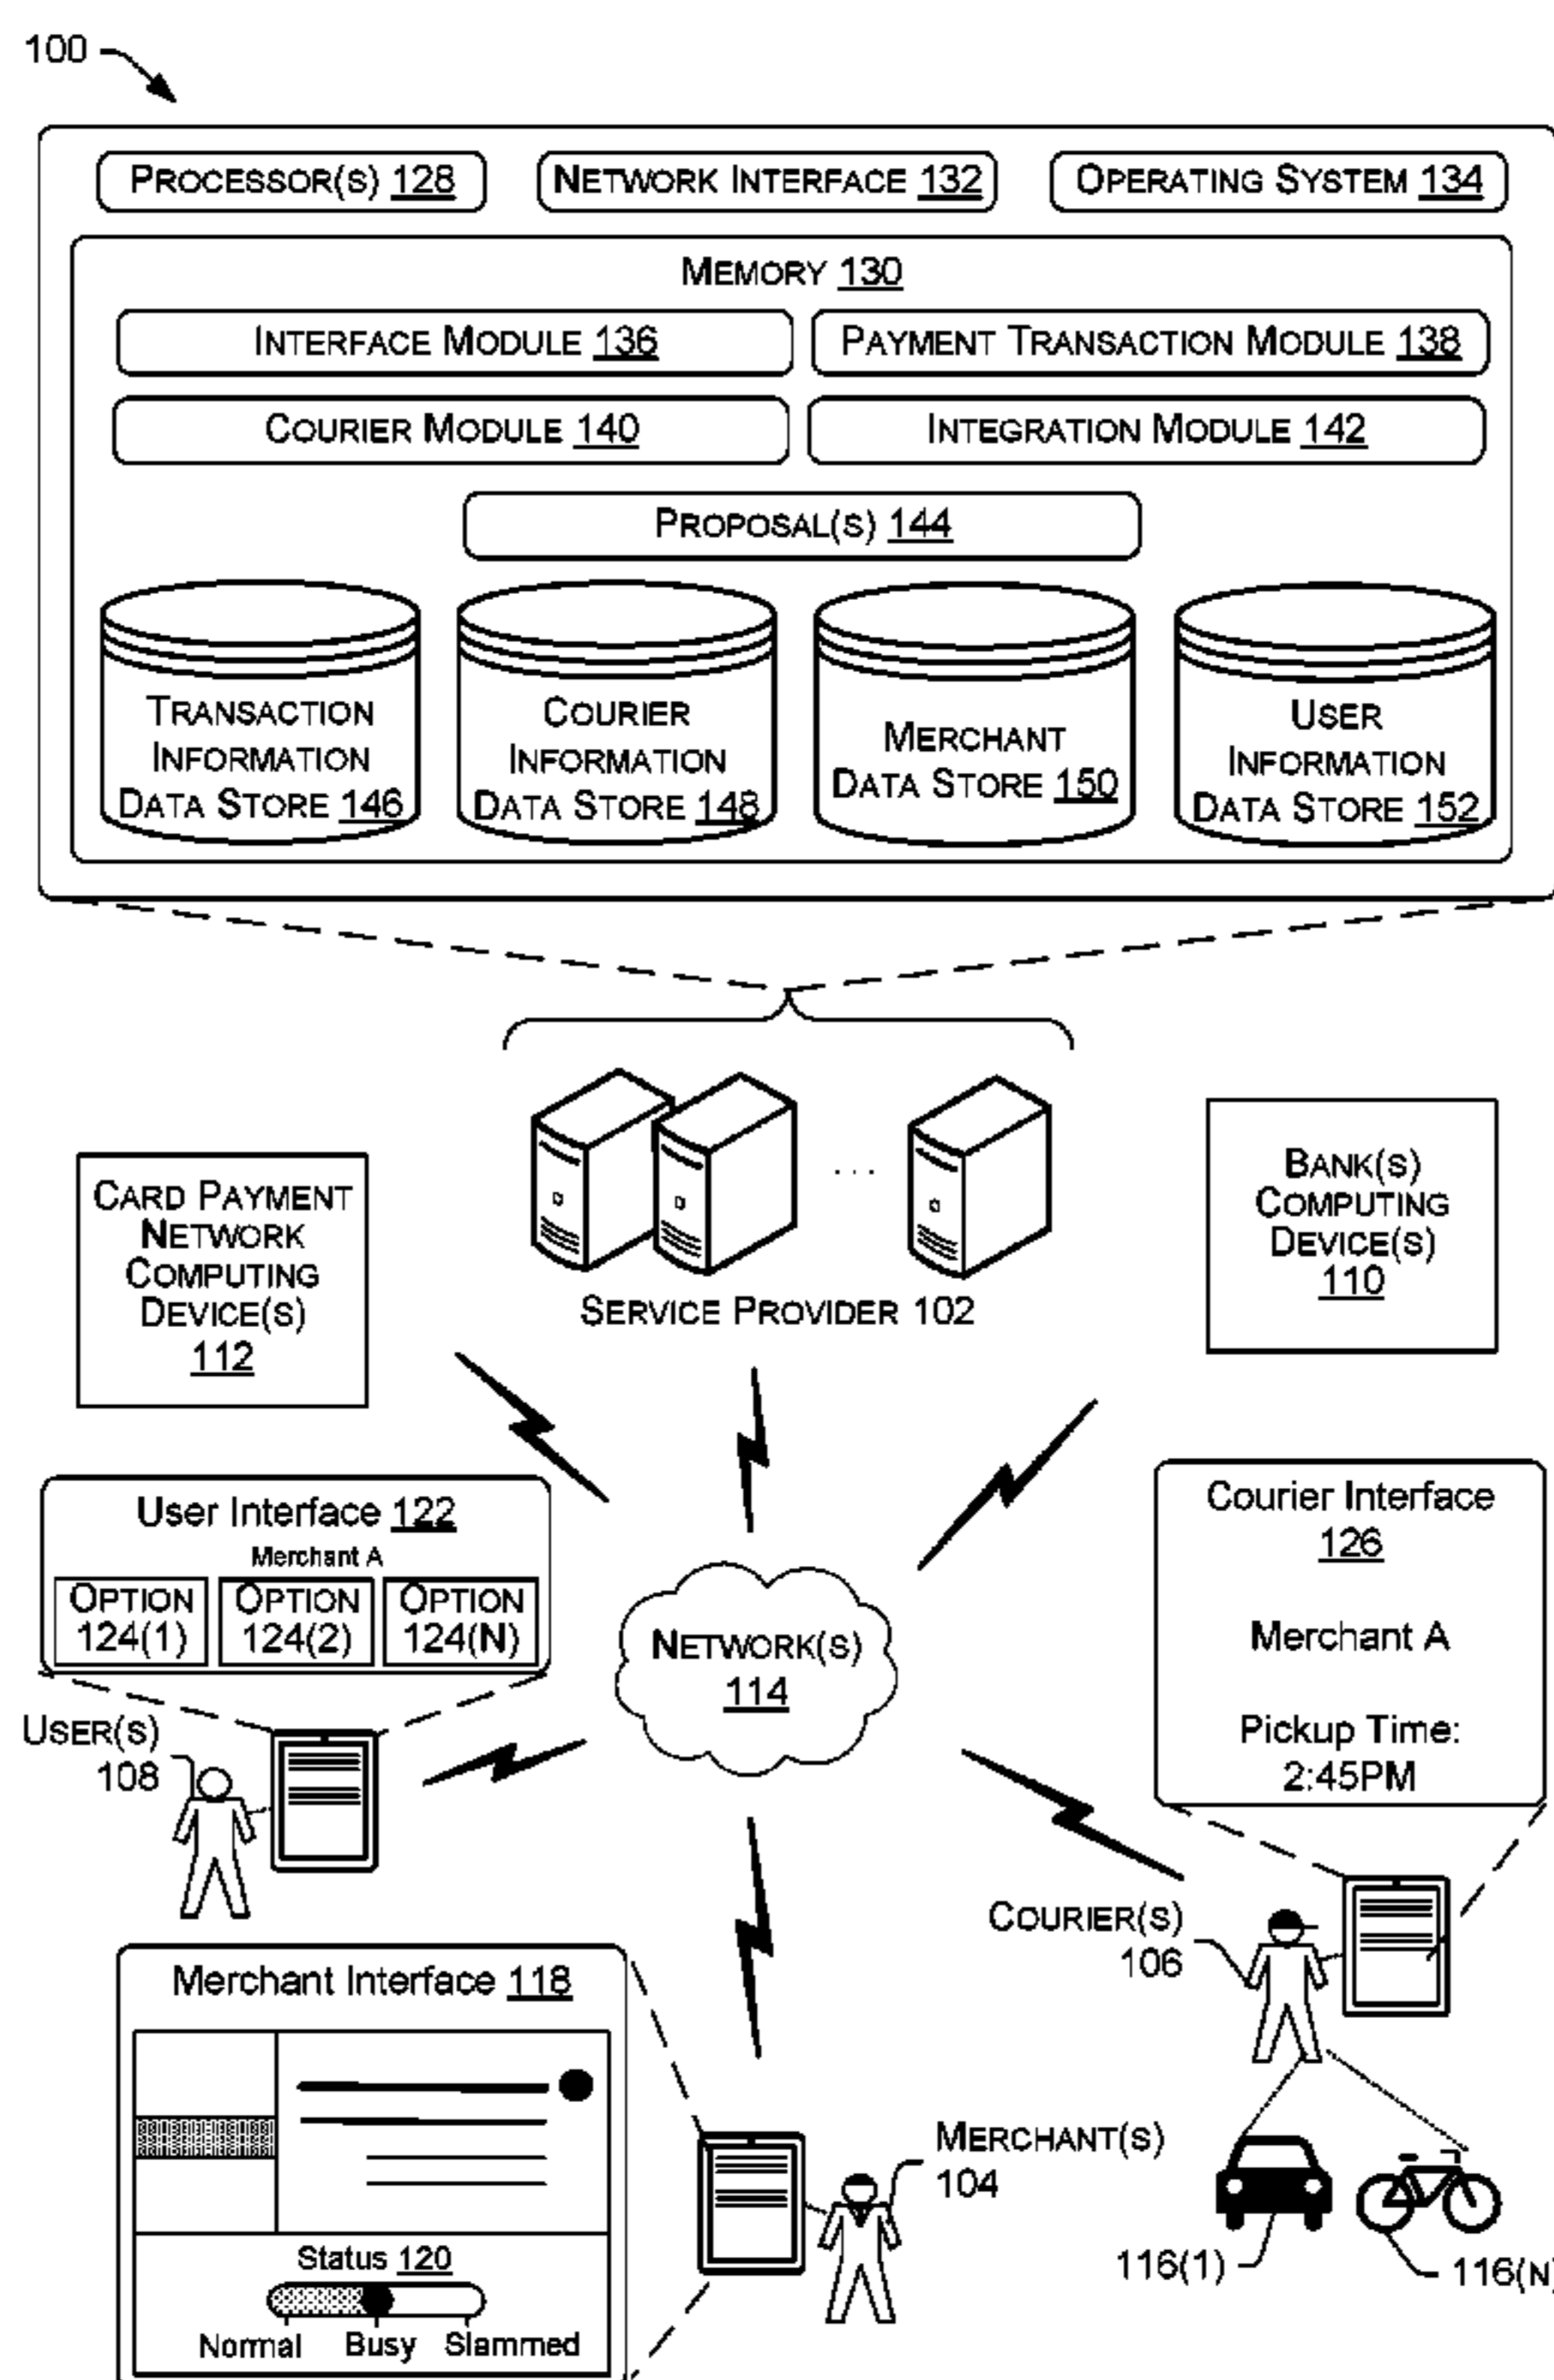 100
PROCESSOR(S) 128
NETWORK INTERFACE 132
OPERATING SYSTEM 134
MEMORY 130
INTERFACE MODULE 136
PAYMENT TRANSACTION MODULE 138
COURIER MODULE 140
INTEGRATION MODULE 142
PROPOSAL(S) 144
TRANSACTION
INFORMATION
DATA STORE 146
COURIER
INFORMATION
DATA STORE 148
MERCHANT
DATA STORE 150
USER
INFORMATION
DATA STORE 152
CARD PAYMENT
NETWORK
COMPUTING
DEVICE(S)
112
...
SERVICE PROVIDER 102
BANK(S)
COMPUTING
DEVICE(S)
110
User Interface 122
Merchant A
OPTION
124(1)
OPTION
124(2)
OPTION
124(N)
NETWORK(S)
114
Courier Interface
126
Merchant A
Pickup Time:
2:45PM
USER(S)
108
COURIER(S)
106
Merchant Interface 118
Status 120
Normal
Busy
Slammed
MERCHANT(S)
104
116(1)
116(N)